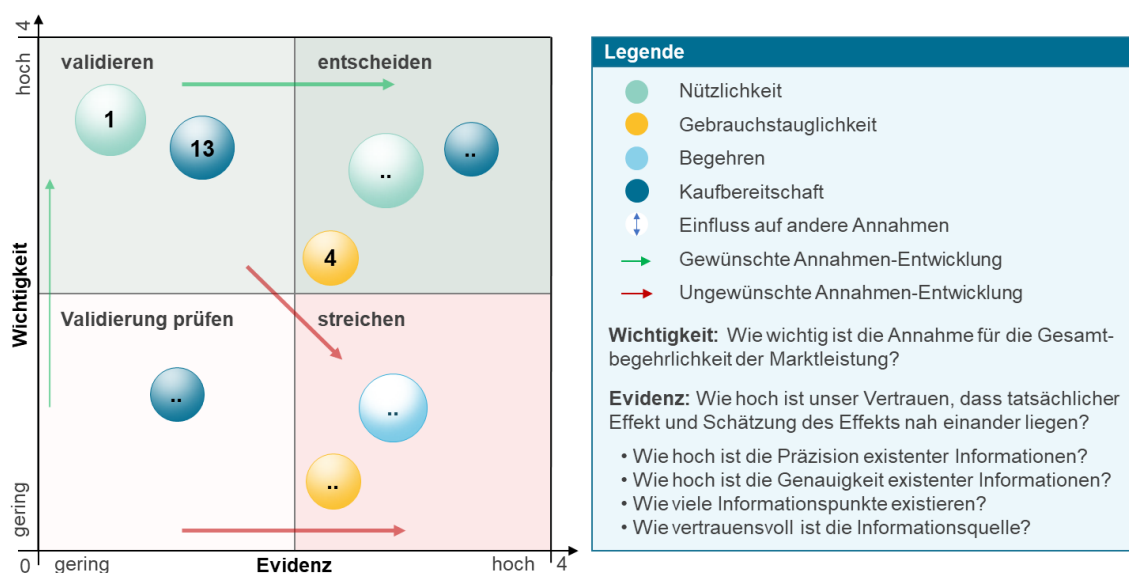 4
hoch
Wichtigkeit
gering
0
gering
Evidenz
hoch
4
validieren
entscheiden
1
13
..
..
4
Validierung prüfen
streichen
..
..
..
Legende
Nützlichkeit
Gebrauchstauglichkeit
Begehren
Kaufbereitschaft
Einfluss auf andere Annahmen
Gewünschte Annahmen-Entwicklung
Ungewünschte Annahmen-Entwicklung
Wichtigkeit: Wie wichtig ist die Annahme für die Gesamt-
begehrlichkeit der Marktleistung?
Evidenz: Wie hoch ist unser Vertrauen, dass tatsächlicher
Effekt und Schätzung des Effekts nah einander liegen?
• Wie hoch ist die Präzision existenter Informationen?
• Wie hoch ist die Genauigkeit existenter Informationen?
• Wie viele Informationspunkte existieren?
• Wie vertrauensvoll ist die Informationsquelle?